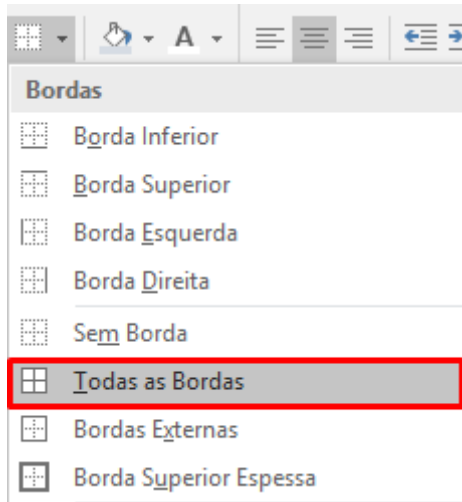 A
Bordas
Borda Inferior
Borda Superior
Borda Esquerda
Borda Direita
Sem Borda
Todas as Bordas
Bordas Externas
Borda Superior Espessa